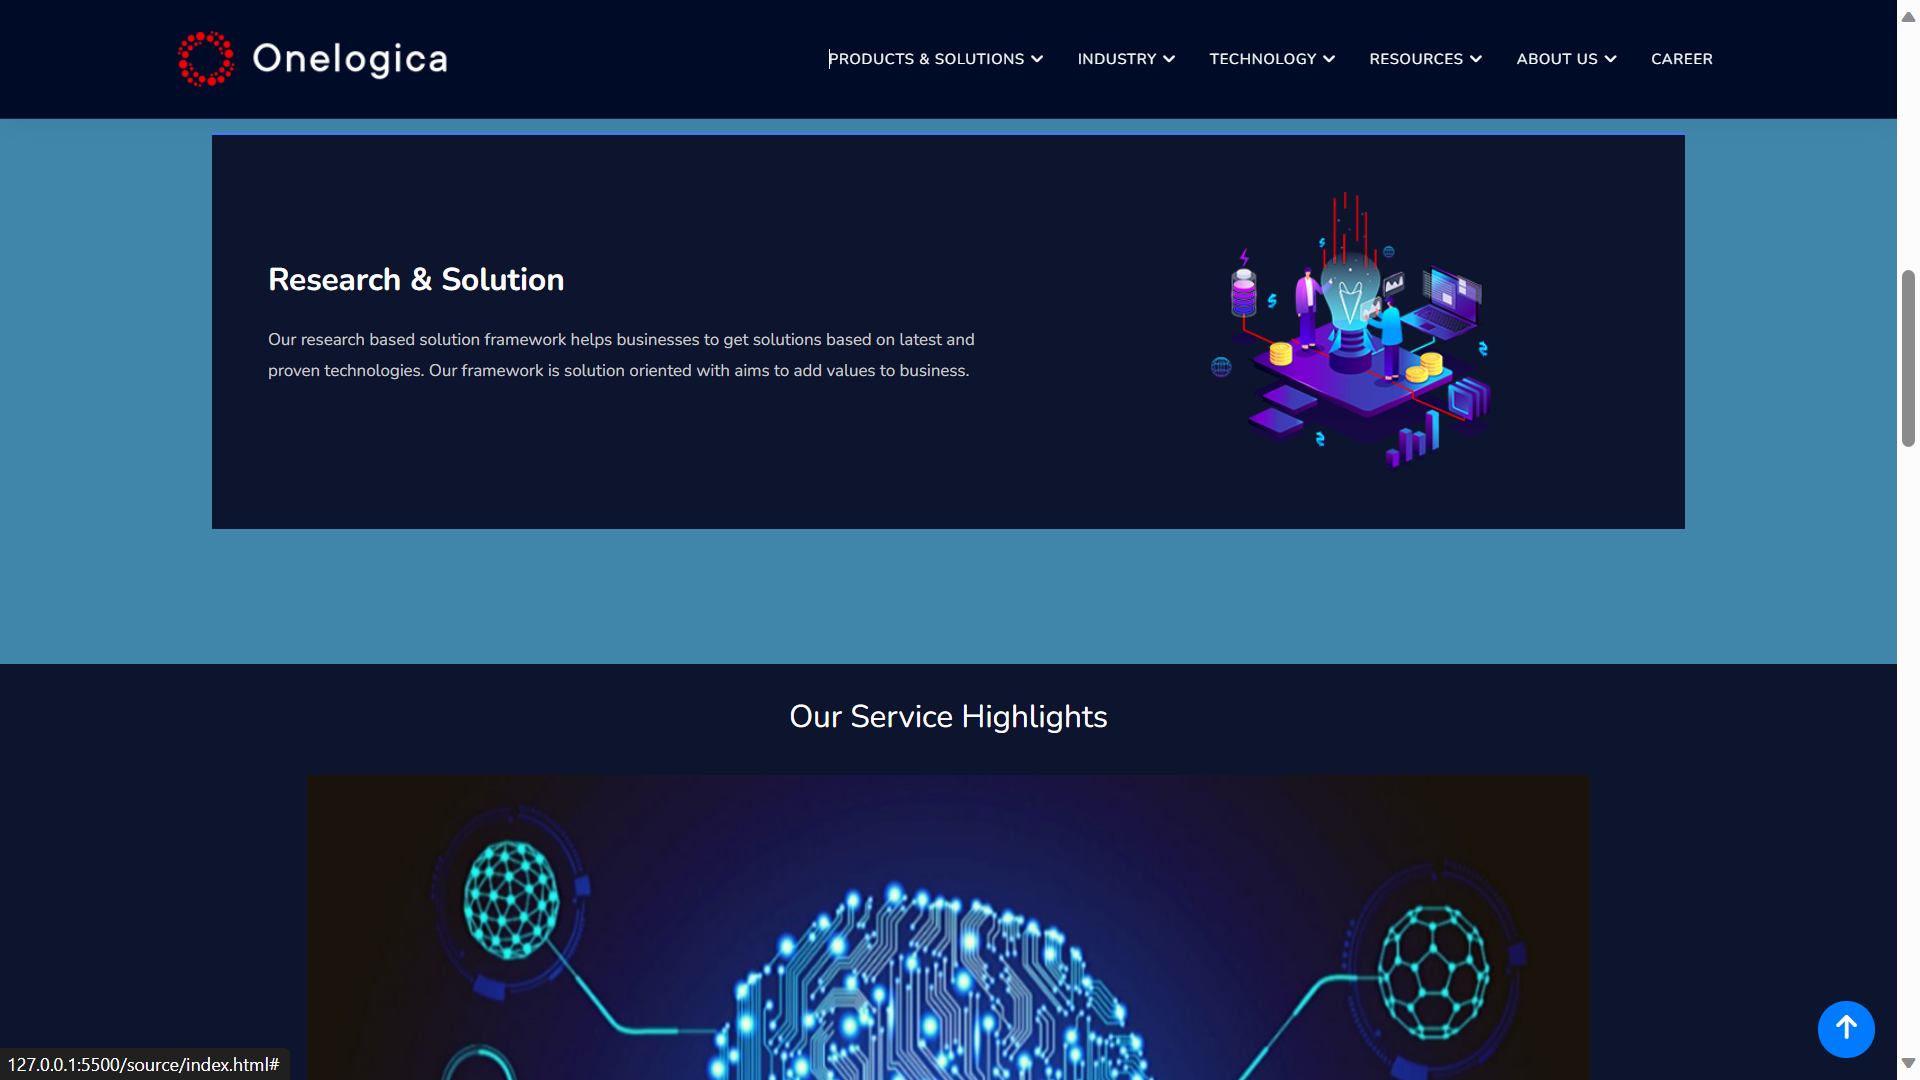 Onelogica
PRODUCTS & SOLUTIONS INDUSTRY TECHNOLOGY RESOURCES ABOUT US CAREER
Research & Solution
Our research based solution framework helps businesses to get solutions based on latest and
proven technologies. Our framework is solution oriented with aims to add values to business.
Our Service Highlights
127.0.0.1:5500/source/index.html#